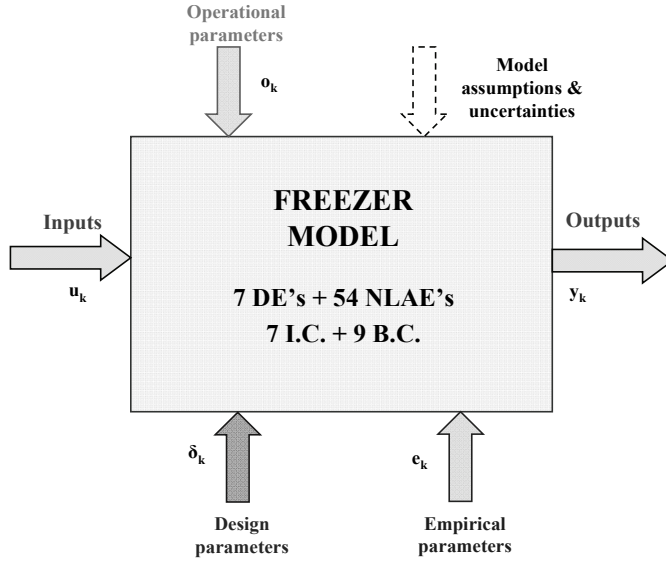 Operational
parameters
o_k
Model
assumptions &
uncertainties
FREEZER
MODEL
7 DE's + 54 NLAE's
7 I.C. + 9 B.C.
Inputs
u_k
Outputs
y_k
δ_k
Design
parameters
e_k
Empirical
parameters